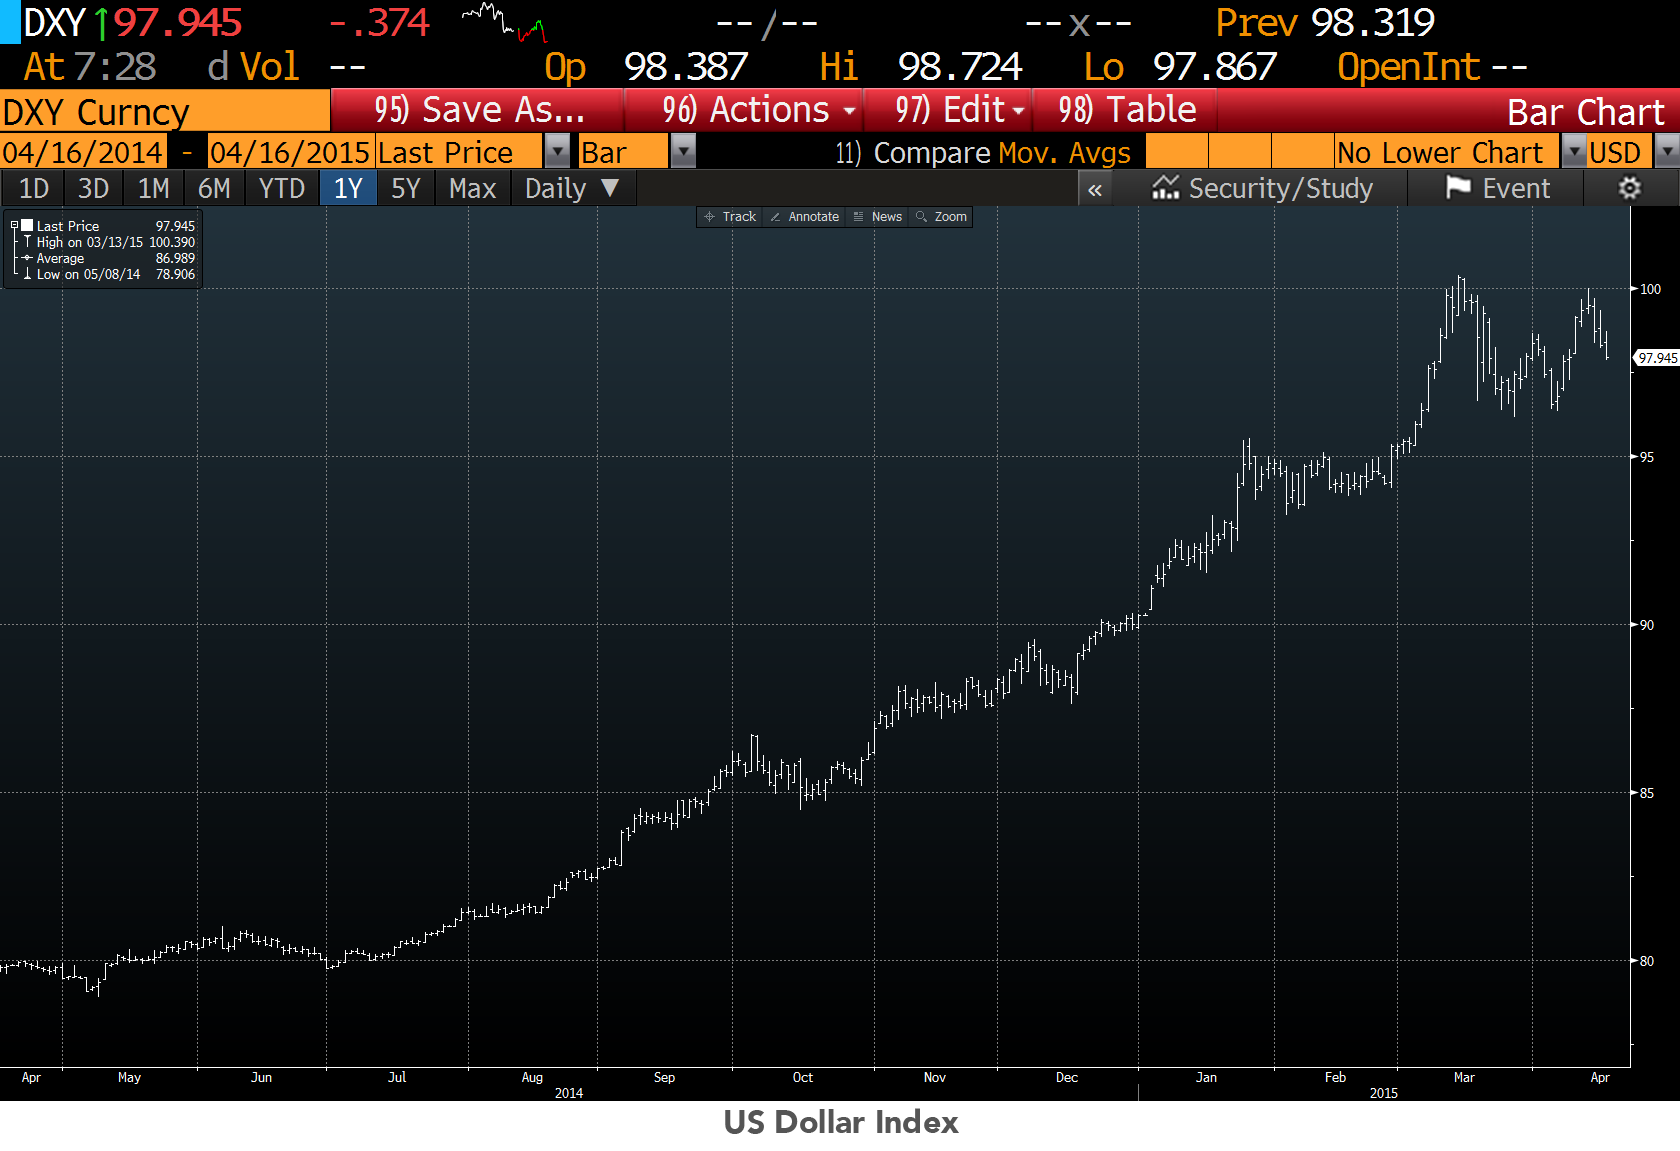 DXY ↑97.945 -.374 --/-- --x-- Prev 98.319
At 7:28 d Vol -- Op 98.387 Hi 98.724 Lo 97.867 OpenInt --
DXY Curncy 95) Save As... 96) Actions 97) Edit 98) Table Bar Chart
04/16/2014 - 04/16/2015 Last Price Bar 11) Compare Mov. Avgs No Lower Chart USD
1D 3D 1M 6M YTD 1Y 5Y Max Daily ▼ « Security/Study Event
Track Annotate News Zoom
Last Price 97.945
High on 03/13/15 100.390
Average 86.989
Low on 05/08/14 78.906
100
97.945
95
90
85
80
Apr May Jun Jul Aug Sep Oct Nov Dec Jan Feb Mar Apr
2014 2015
US Dollar Index